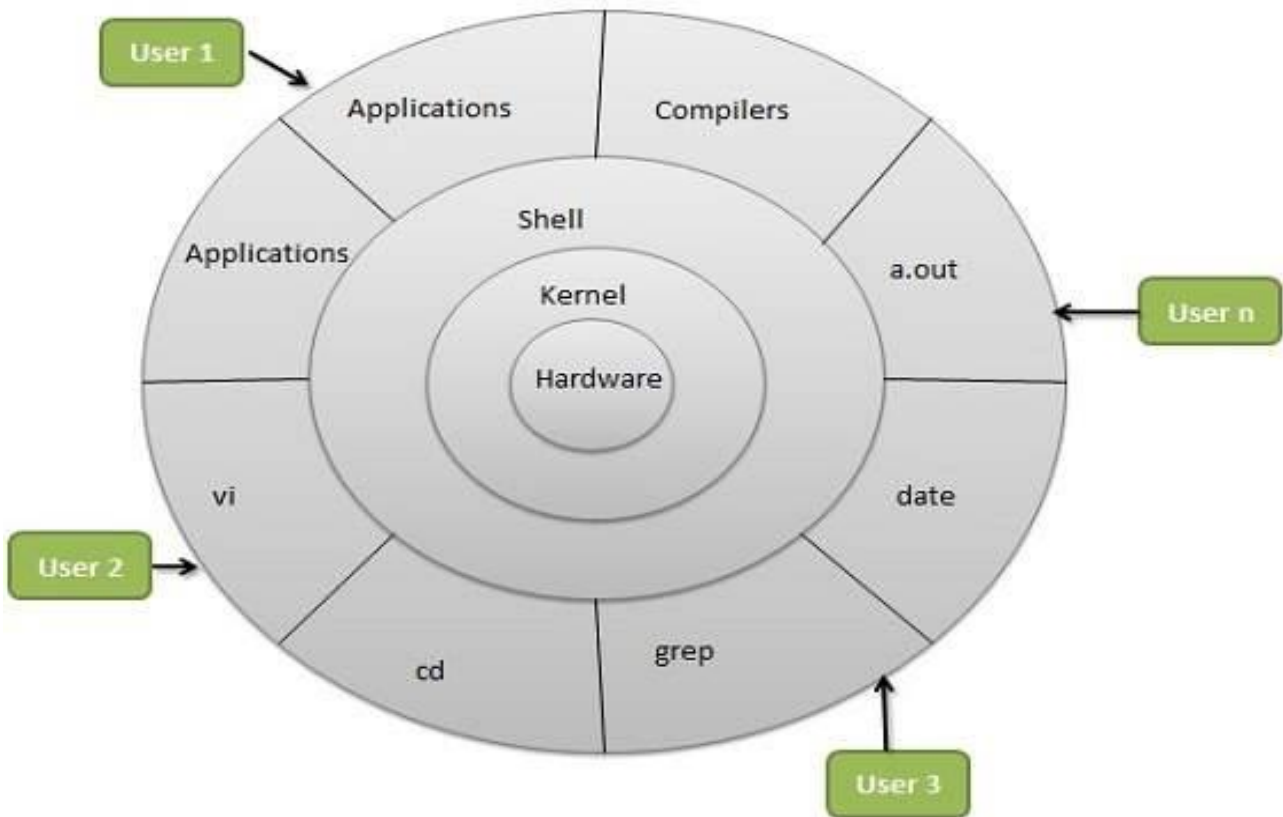 User 1
Applications
Compilers
Shell
Applications
a.out
Kernel
User n
Hardware
vi
date
User 2
cd
grep
User 3